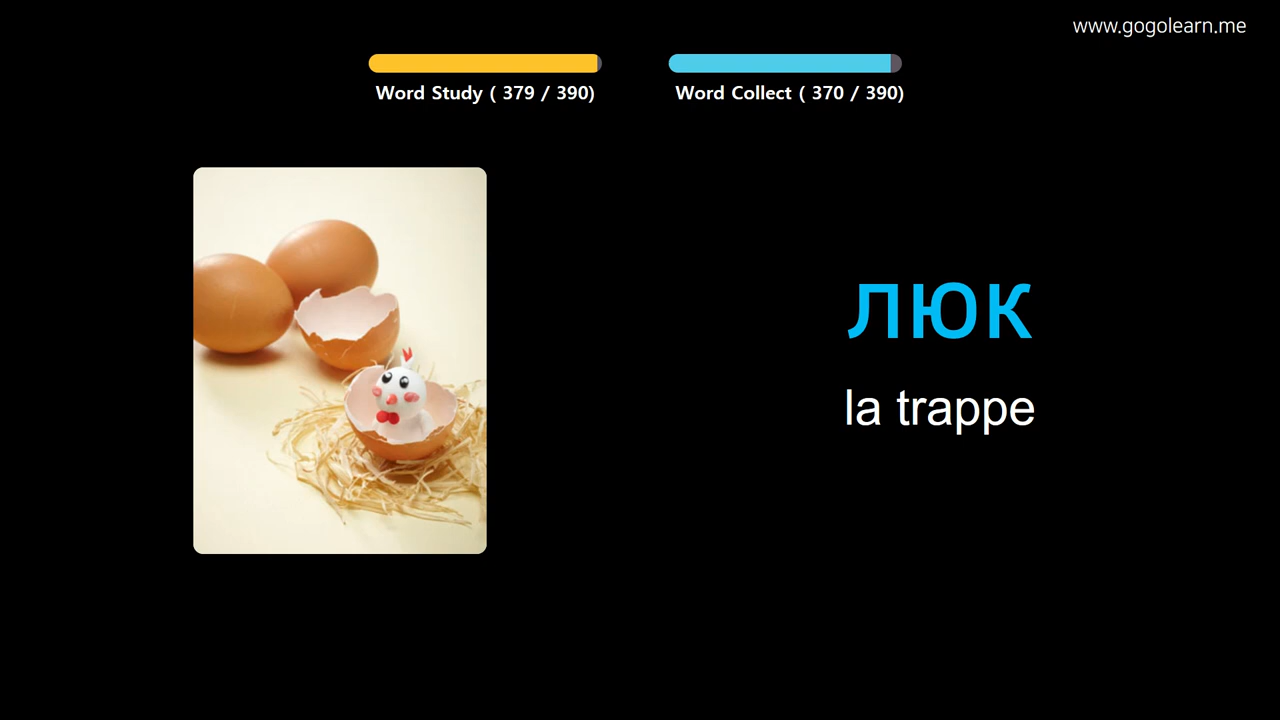 www.gogolearn.me
Word Study ( 379 / 390)
Word Collect ( 370 / 390)
люк
la trappe